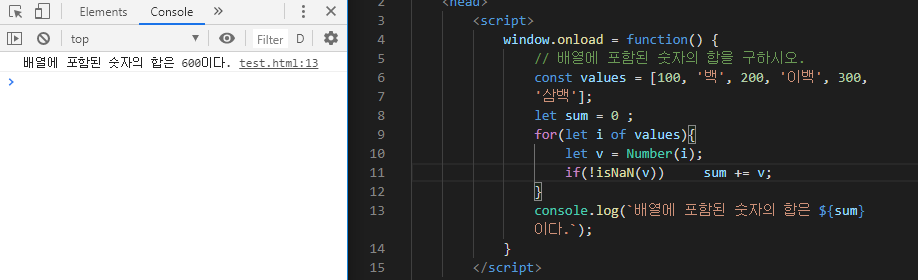 Elements Console »
top Filter D
배열에 포함된 숫자의 합은 600이다. test.html:13
>
2 <head>
3 <script>
4 window.onload = function() {
5 // 배열에 포함된 숫자의 합을 구하시오.
6 const values = [100, '백', 200, '이백', 300,
'삼백'];
8 let sum = 0 ;
9 for(let i of values){
10 let v = Number(i);
11 if(!isNaN(v)) sum += v;
12 }
13 console.log(`배열에 포함된 숫자의 합은 ${sum}
이다.`);
14 }
15 </script>